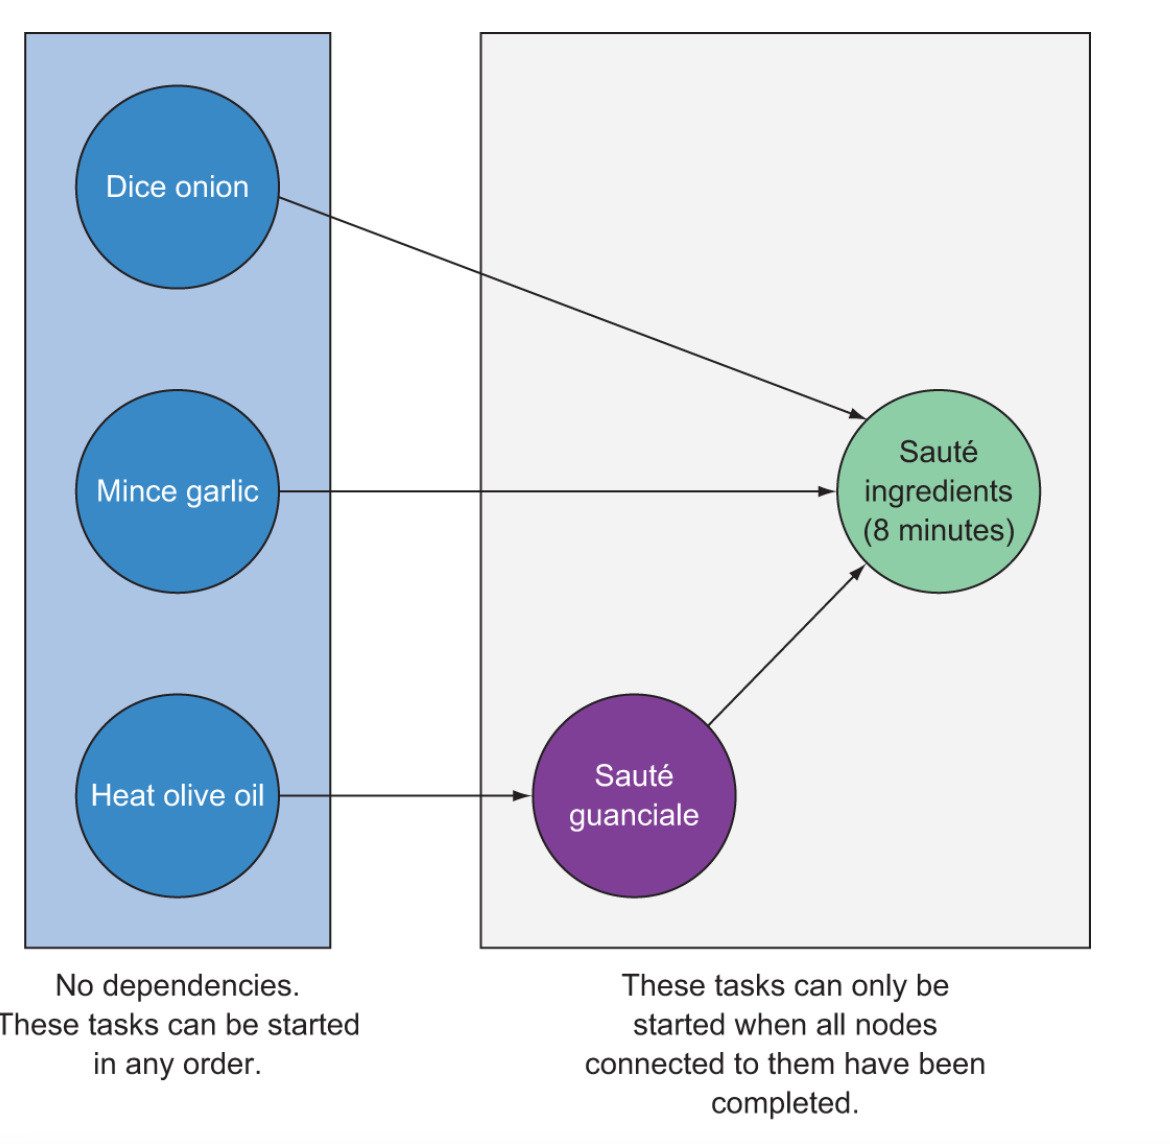 Dice onion
Mince garlic
Heat olive oil
Sauté
guanciale
Sauté
ingredients
(8 minutes)
No dependencies.
These tasks can be started
in any order.
These tasks can only be
started when all nodes
connected to them have been
completed.